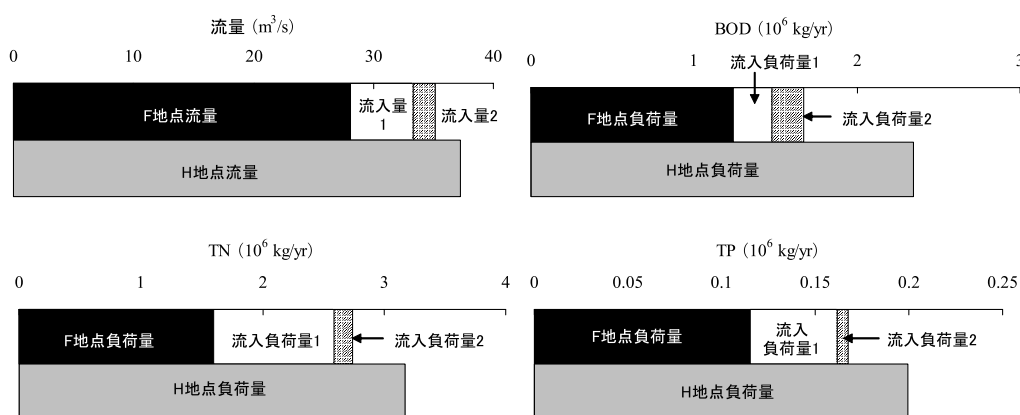 流量 (m³/s)
0 10 20 30 40
F地点流量
流入量
1
流入量2
H地点流量
BOD (10⁶ kg/yr)
0 1 2 3
流入負荷量1
F地点負荷量
流入負荷量2
H地点負荷量
TN (10⁶ kg/yr)
0 1 2 3 4
F地点負荷量
流入負荷量1
流入負荷量2
H地点負荷量
TP (10⁶ kg/yr)
0 0.05 0.1 0.15 0.2 0.25
F地点負荷量
流入
負荷量1
流入負荷量2
H地点負荷量